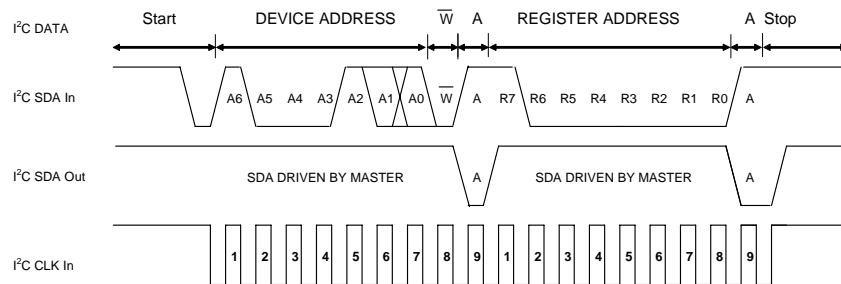 I²C DATA Start DEVICE ADDRESS W A REGISTER ADDRESS A Stop
I²C SDA In A6 A5 A4 A3 A2 A1 A0 W A R7 R6 R5 R4 R3 R2 R1 R0 A
I²C SDA Out SDA DRIVEN BY MASTER A SDA DRIVEN BY MASTER A
I²C CLK In 1 2 3 4 5 6 7 8 9 1 2 3 4 5 6 7 8 9